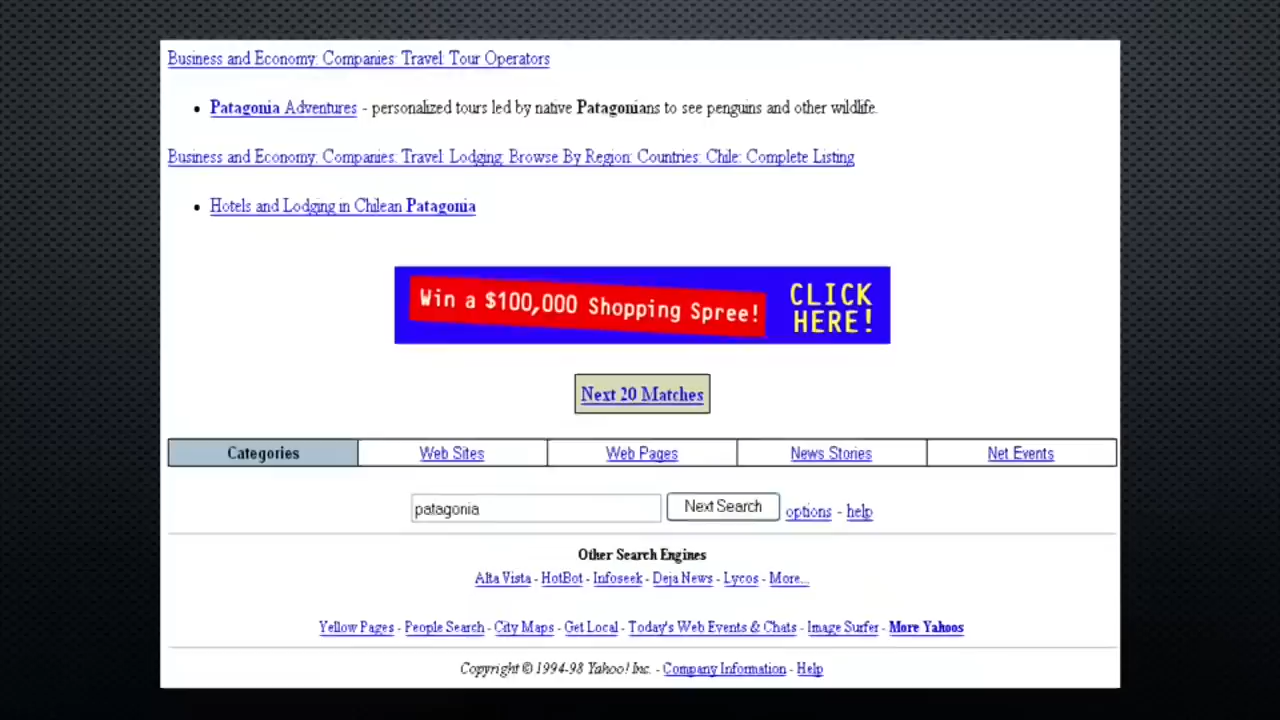 Business and Economy: Companies: Travel: Tour Operators
Patagonia Adventures - personalized tours led by native Patagonians to see penguins and other wildlife.
Business and Economy: Companies: Travel: Lodging: Browse By Region: Countries: Chile: Complete Listing
Hotels and Lodging in Chilean Patagonia
Win a $100,000 Shopping Spree! CLICK HERE!
Next 20 Matches
Categories Web Sites Web Pages News Stories Net Events
patagonia Next Search options - help
Other Search Engines
Alta Vista - HotBot - Infoseek - Deja News - Lycos - More...
Yellow Pages - People Search - City Maps - Get Local - Today's Web Events & Chats - Image Surfer - More Yahoos
Copyright © 1994-98 Yahoo! Inc. - Company Information - Help